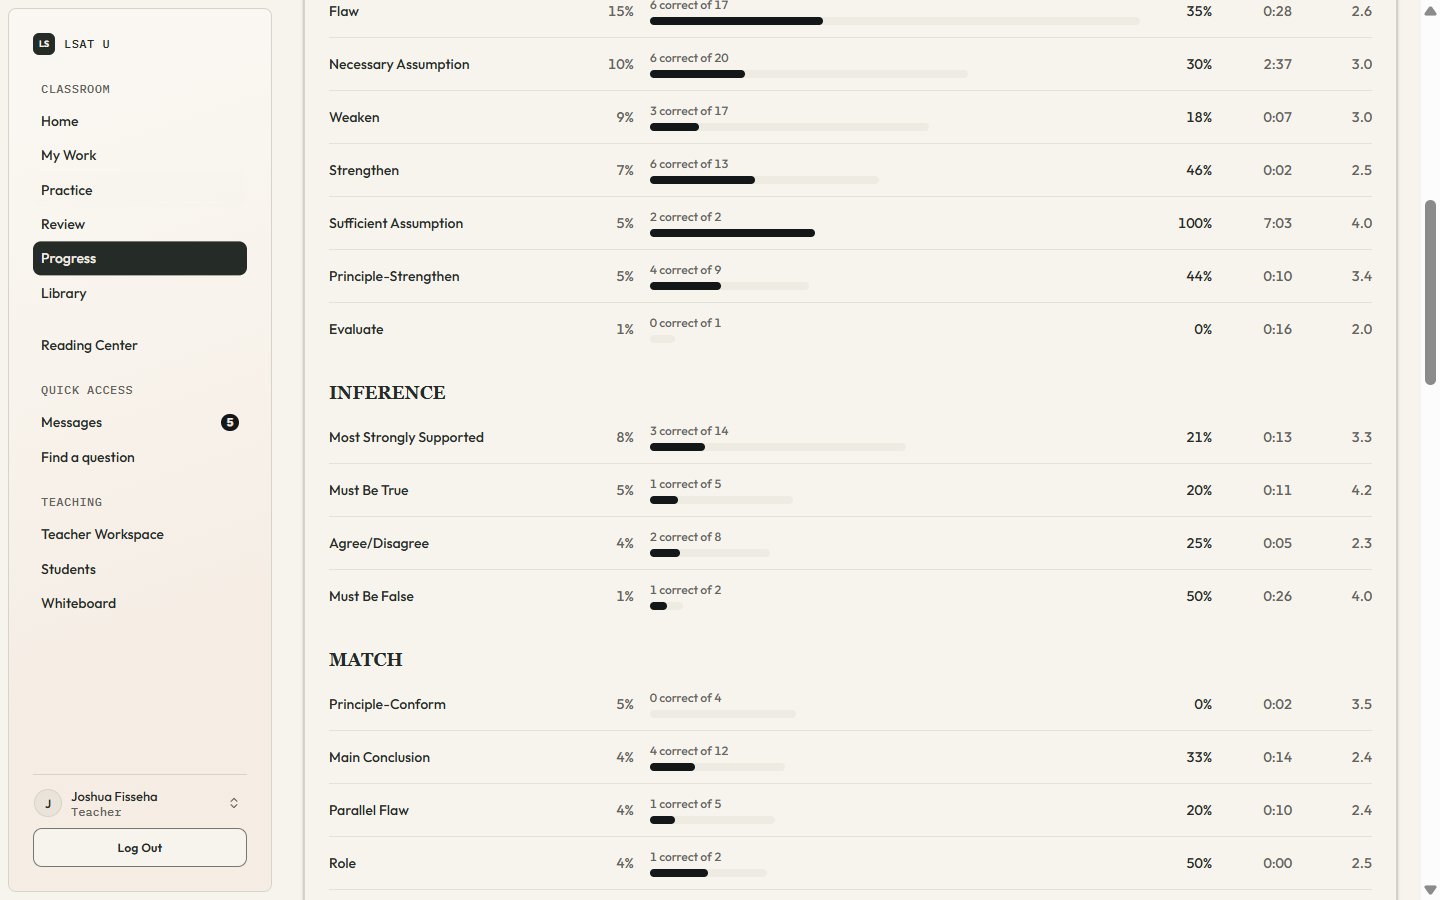 LS LSAT U
CLASSROOM
Home
My Work
Practice
Review
Progress
Library
Reading Center
QUICK ACCESS
Messages 5
Find a question
TEACHING
Teacher Workspace
Students
Whiteboard
J Joshua Fisseha
Teacher
Log Out
6 correct of 17
Flaw 15% 35% 0:28 2.6
6 correct of 20
Necessary Assumption 10% 30% 2:37 3.0
3 correct of 17
Weaken 9% 18% 0:07 3.0
6 correct of 13
Strengthen 7% 46% 0:02 2.5
2 correct of 2
Sufficient Assumption 5% 100% 7:03 4.0
4 correct of 9
Principle-Strengthen 5% 44% 0:10 3.4
0 correct of 1
Evaluate 1% 0% 0:16 2.0
INFERENCE
3 correct of 14
Most Strongly Supported 8% 21% 0:13 3.3
1 correct of 5
Must Be True 5% 20% 0:11 4.2
2 correct of 8
Agree/Disagree 4% 25% 0:05 2.3
1 correct of 2
Must Be False 1% 50% 0:26 4.0
MATCH
0 correct of 4
Principle-Conform 5% 0% 0:02 3.5
4 correct of 12
Main Conclusion 4% 33% 0:14 2.4
1 correct of 5
Parallel Flaw 4% 20% 0:10 2.4
1 correct of 2
Role 4% 50% 0:00 2.5